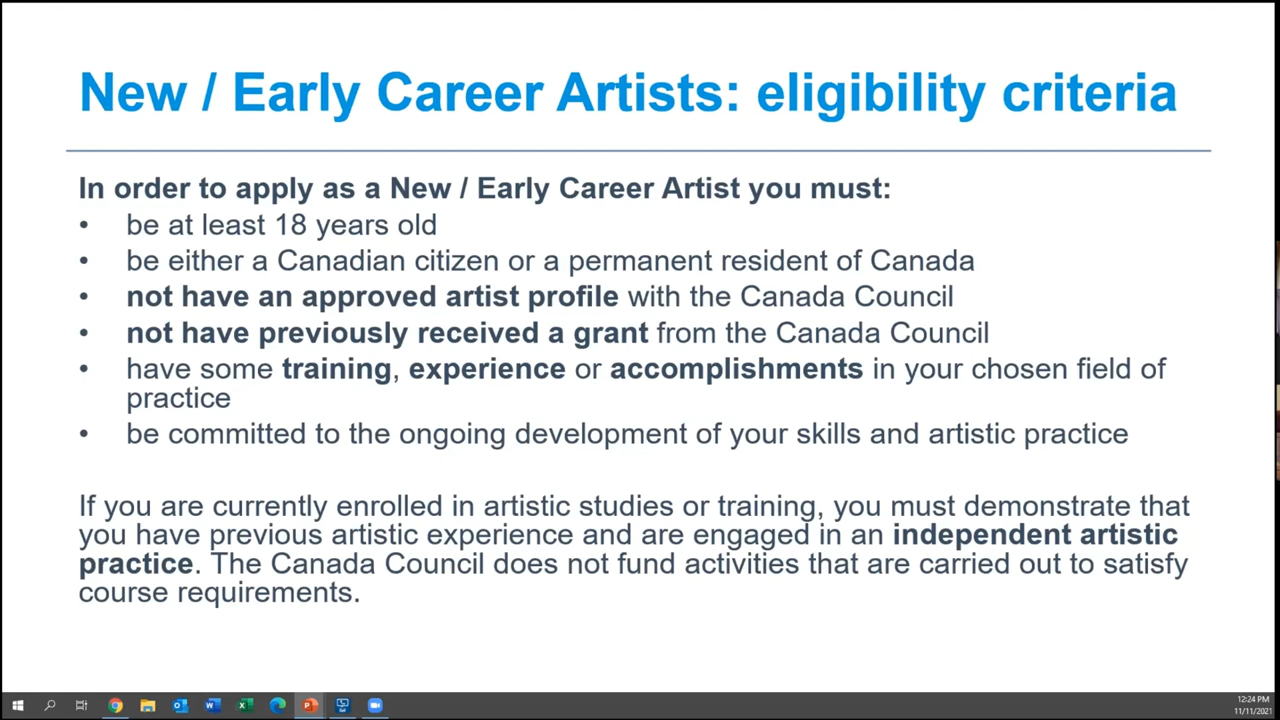 New / Early Career Artists: eligibility criteria
In order to apply as a New / Early Career Artist you must:
• be at least 18 years old
• be either a Canadian citizen or a permanent resident of Canada
• not have an approved artist profile with the Canada Council
• not have previously received a grant from the Canada Council
• have some training, experience or accomplishments in your chosen field of
practice
• be committed to the ongoing development of your skills and artistic practice
If you are currently enrolled in artistic studies or training, you must demonstrate that
you have previous artistic experience and are engaged in an independent artistic
practice. The Canada Council does not fund activities that are carried out to satisfy
course requirements.
12:24 PM
11/11/2021